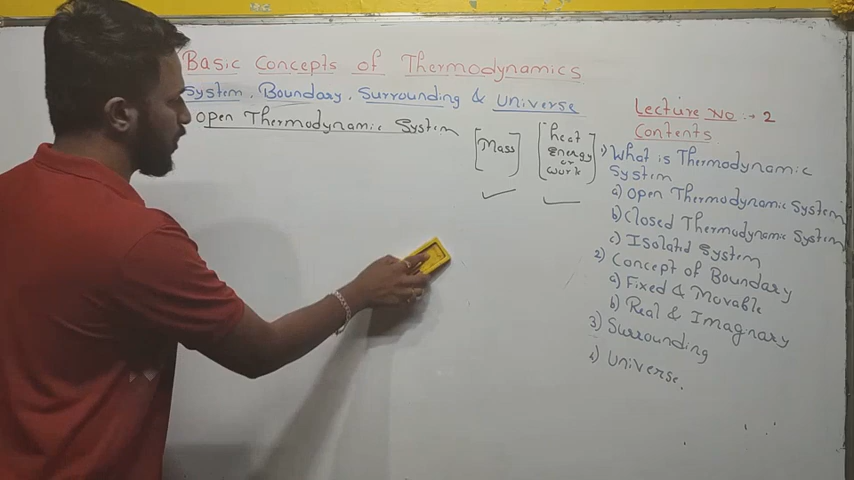 Basic Concepts of Thermodynamics
System, Boundary, Surrounding & Universe
Open Thermodynamic System
[Mass]
[heat
Energy
or
work]
Lecture No :- 2
Contents
1) What is Thermodynamic
System
a) Open Thermodynamic System
b) Closed Thermodynamic System
c) Isolated System
2) Concept of Boundary
a) Fixed & Movable
b) Real & Imagnary
3) Surrounding
4) Universe.